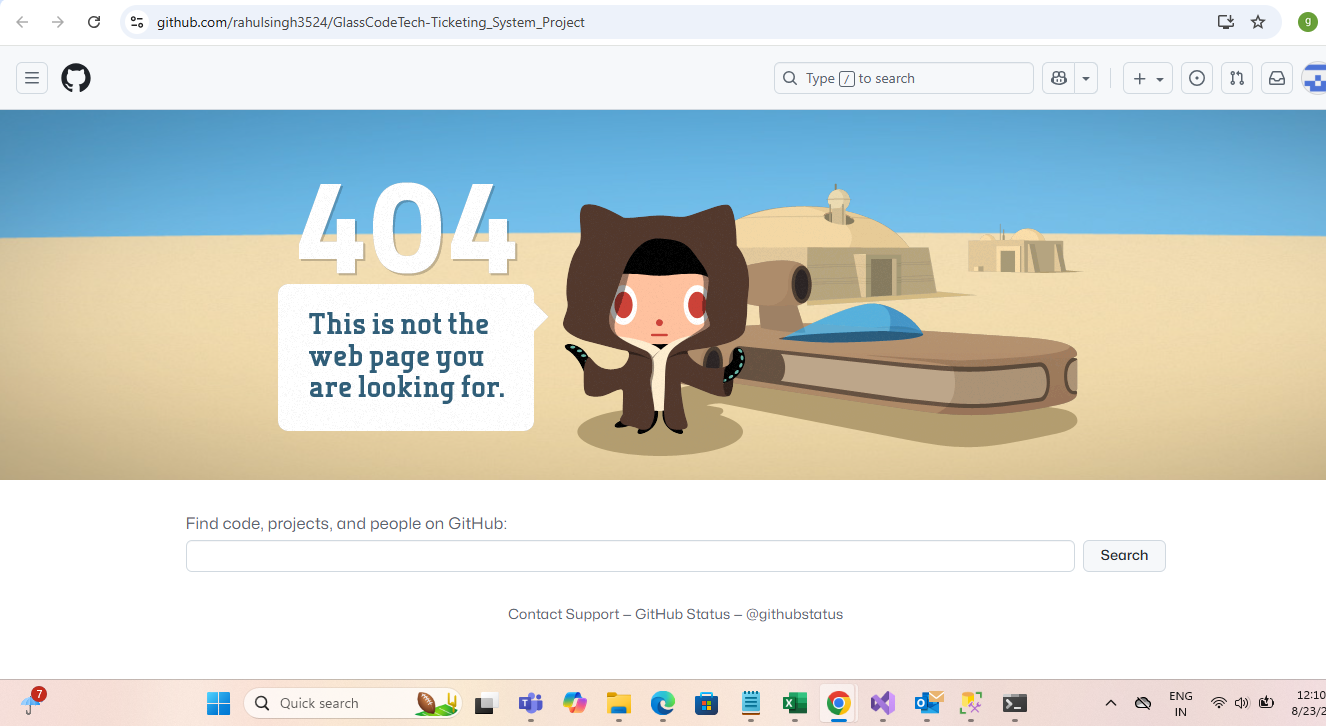 github.com/rahulsingh3524/GlassCodeTech-Ticketing_System_Project
g
Type / to search
404
This is not the
web page you
are looking for.
Find code, projects, and people on GitHub:
Search
Contact Support — GitHub Status — @githubstatus
7
Quick search
ENG
IN
12:10
8/23/2